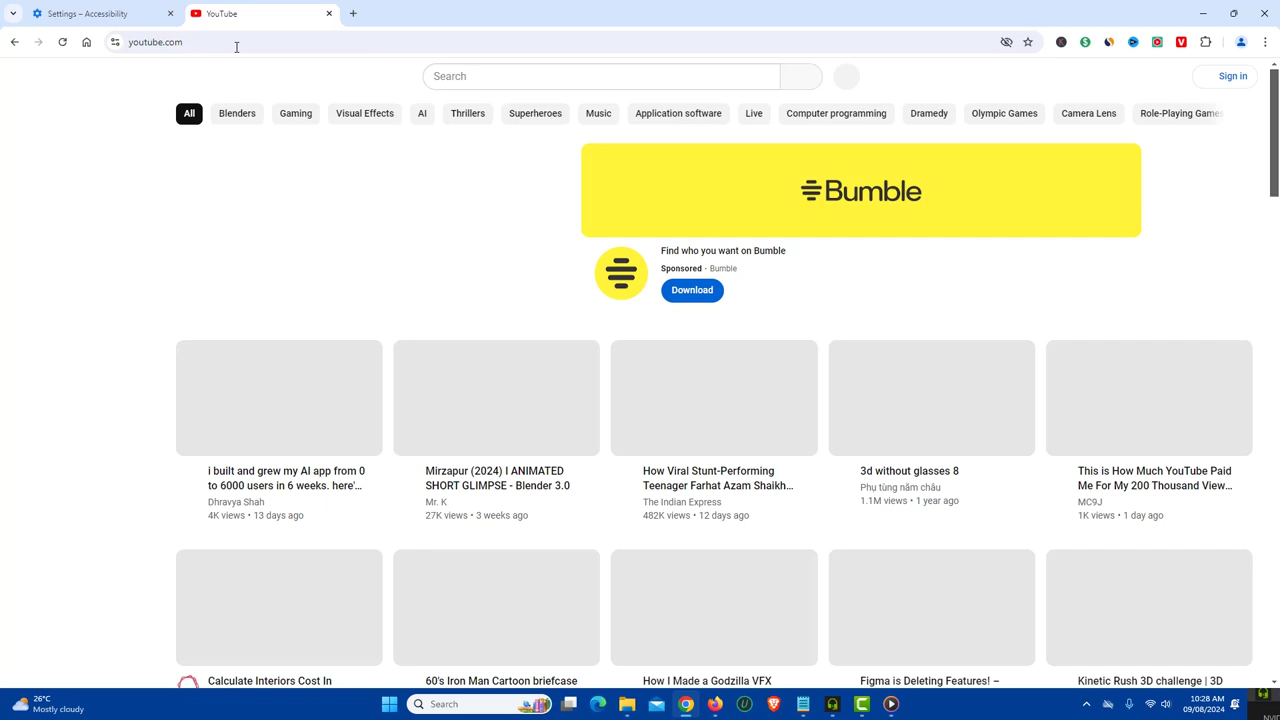 Settings – Accessibility
YouTube
youtube.com
Search
Sign in
All
Blenders
Gaming
Visual Effects
AI
Thrillers
Superheroes
Music
Application software
Live
Computer programming
Dramedy
Olympic Games
Camera Lens
Role-Playing Games
Bumble
Find who you want on Bumble
Sponsored · Bumble
Download
i built and grew my AI app from 0
to 6000 users in 6 weeks. here'...
Dhravya Shah
4K views • 13 days ago
Mirzapur (2024) I ANIMATED
SHORT GLIMPSE - Blender 3.0
Mr. K
27K views • 3 weeks ago
How Viral Stunt-Performing
Teenager Farhat Azam Shaikh...
The Indian Express
482K views • 12 days ago
3d without glasses 8
Phụ tùng năm châu
1.1M views • 1 year ago
This is How Much YouTube Paid
Me For My 200 Thousand View...
MC9J
1K views • 1 day ago
Calculate Interiors Cost In
60's Iron Man Cartoon briefcase
How I Made a Godzilla VFX
Figma is Deleting Features! –
Kinetic Rush 3D challenge | 3D
26°C
Mostly cloudy
Search
10:28 AM
09/08/2024